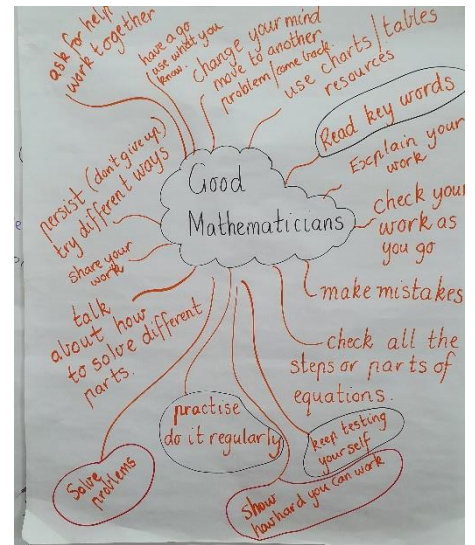 Good
Mathematicians
ask for help
work together
have a go
use what you
know.
change your mind
move to another
problem/come back.
use charts/tables
resources
Read key words
Explain your
work
check your
work as
you go
make mistakes
check all the
steps or parts of
equations.
keep testing
yourself
show
how hard you can work
practise
do it regularly
Solve
problems
talk
about how
to solve different
parts.
share your
work
persist (don't give up)
try different ways